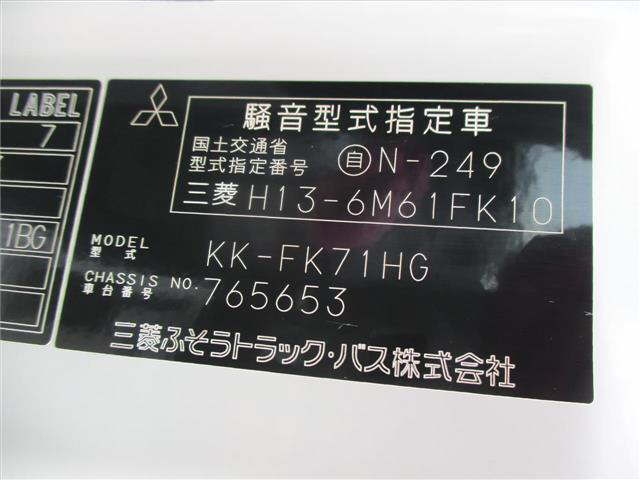 LABEL
7
1BG
騒音型式指定車
国土交通省
型式指定番号 自N-249
三菱 H13-6M61FK10
MODEL
型式 KK-FK71HG
CHASSIS NO.
車台番号 765653
三菱ふそうトラック・バス株式会社